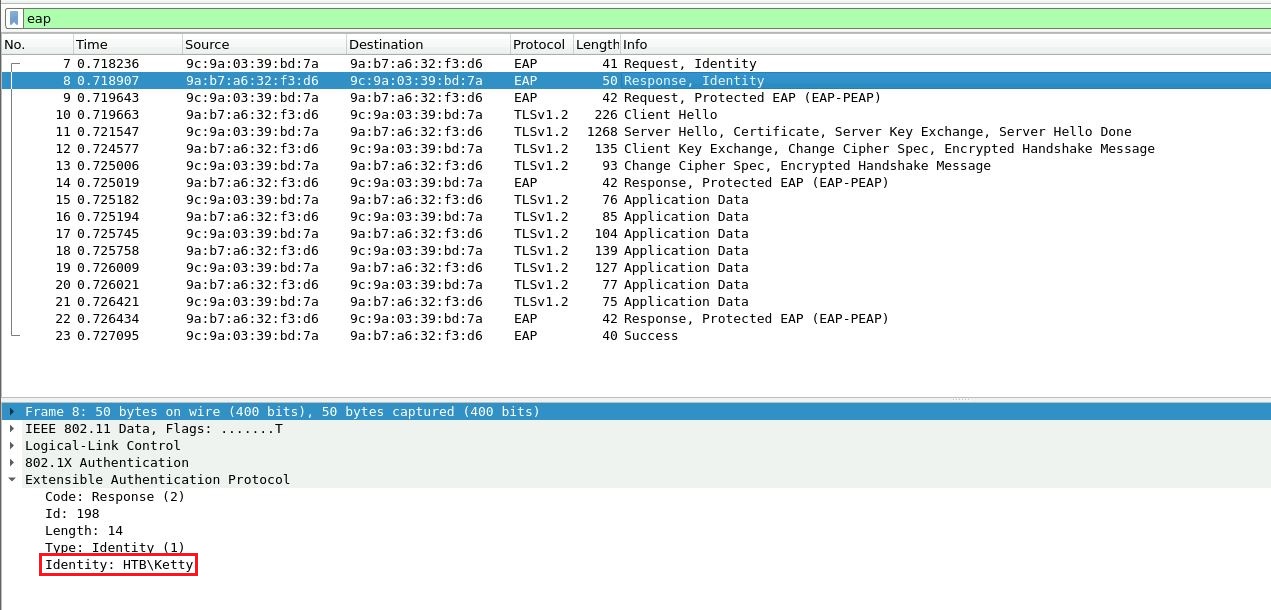 eap
No. Time Source Destination Protocol Length Info
7 0.718236 9c:9a:03:39:bd:7a 9a:b7:a6:32:f3:d6 EAP 41 Request, Identity
8 0.718907 9a:b7:a6:32:f3:d6 9c:9a:03:39:bd:7a EAP 50 Response, Identity
9 0.719643 9c:9a:03:39:bd:7a 9a:b7:a6:32:f3:d6 EAP 42 Request, Protected EAP (EAP-PEAP)
10 0.719663 9a:b7:a6:32:f3:d6 9c:9a:03:39:bd:7a TLSv1.2 226 Client Hello
11 0.721547 9c:9a:03:39:bd:7a 9a:b7:a6:32:f3:d6 TLSv1.2 1268 Server Hello, Certificate, Server Key Exchange, Server Hello Done
12 0.724577 9a:b7:a6:32:f3:d6 9c:9a:03:39:bd:7a TLSv1.2 135 Client Key Exchange, Change Cipher Spec, Encrypted Handshake Message
13 0.725006 9c:9a:03:39:bd:7a 9a:b7:a6:32:f3:d6 TLSv1.2 93 Change Cipher Spec, Encrypted Handshake Message
14 0.725019 9a:b7:a6:32:f3:d6 9c:9a:03:39:bd:7a EAP 42 Response, Protected EAP (EAP-PEAP)
15 0.725182 9c:9a:03:39:bd:7a 9a:b7:a6:32:f3:d6 TLSv1.2 76 Application Data
16 0.725194 9a:b7:a6:32:f3:d6 9c:9a:03:39:bd:7a TLSv1.2 85 Application Data
17 0.725745 9c:9a:03:39:bd:7a 9a:b7:a6:32:f3:d6 TLSv1.2 104 Application Data
18 0.725758 9a:b7:a6:32:f3:d6 9c:9a:03:39:bd:7a TLSv1.2 139 Application Data
19 0.726009 9c:9a:03:39:bd:7a 9a:b7:a6:32:f3:d6 TLSv1.2 127 Application Data
20 0.726021 9a:b7:a6:32:f3:d6 9c:9a:03:39:bd:7a TLSv1.2 77 Application Data
21 0.726421 9c:9a:03:39:bd:7a 9a:b7:a6:32:f3:d6 TLSv1.2 75 Application Data
22 0.726434 9a:b7:a6:32:f3:d6 9c:9a:03:39:bd:7a EAP 42 Response, Protected EAP (EAP-PEAP)
23 0.727095 9c:9a:03:39:bd:7a 9a:b7:a6:32:f3:d6 EAP 40 Success
Frame 8: 50 bytes on wire (400 bits), 50 bytes captured (400 bits)
IEEE 802.11 Data, Flags: .......T
Logical-Link Control
802.1X Authentication
Extensible Authentication Protocol
Code: Response (2)
Id: 198
Length: 14
Type: Identity (1)
Identity: HTB\Ketty